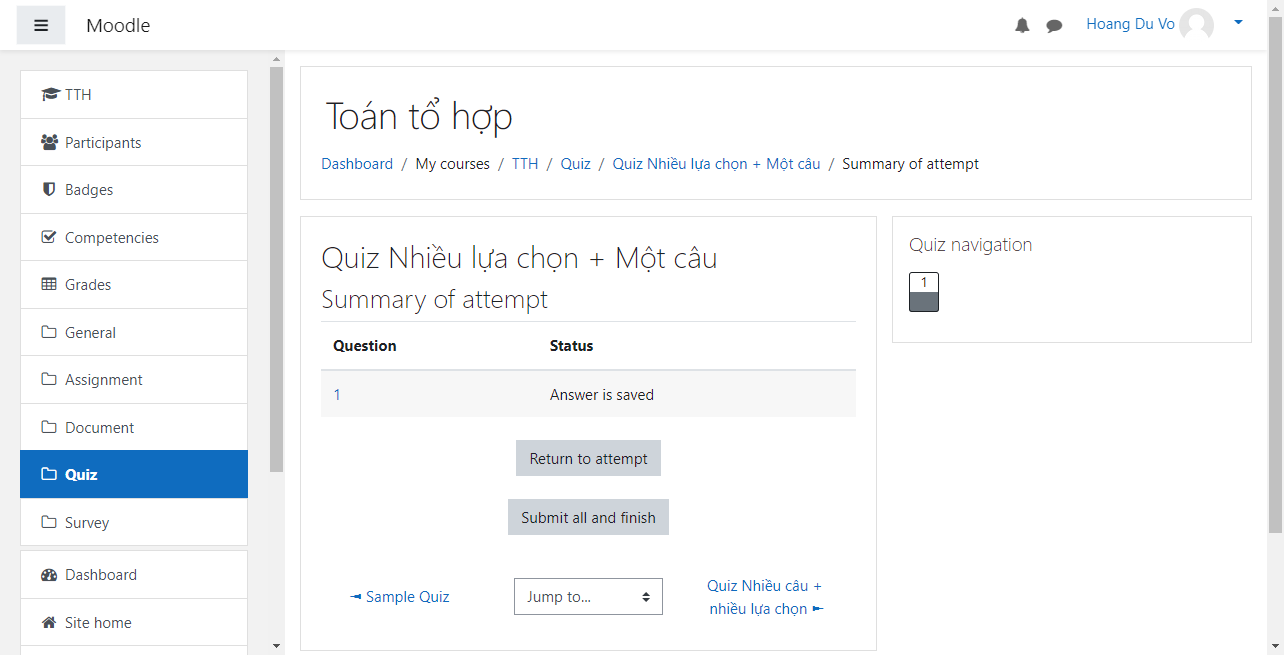 Moodle
Hoang Du Vo
TTH
Participants
Badges
Competencies
Grades
General
Assignment
Document
Quiz
Survey
Dashboard
Site home
Toán tổ hợp
Dashboard / My courses / TTH / Quiz / Quiz Nhiều lựa chọn + Một câu / Summary of attempt
Quiz Nhiều lựa chọn + Một câu
Summary of attempt
Question Status
1 Answer is saved
Return to attempt
Submit all and finish
◄ Sample Quiz
Jump to...
Quiz Nhiều câu +
nhiều lựa chọn ►
Quiz navigation
1